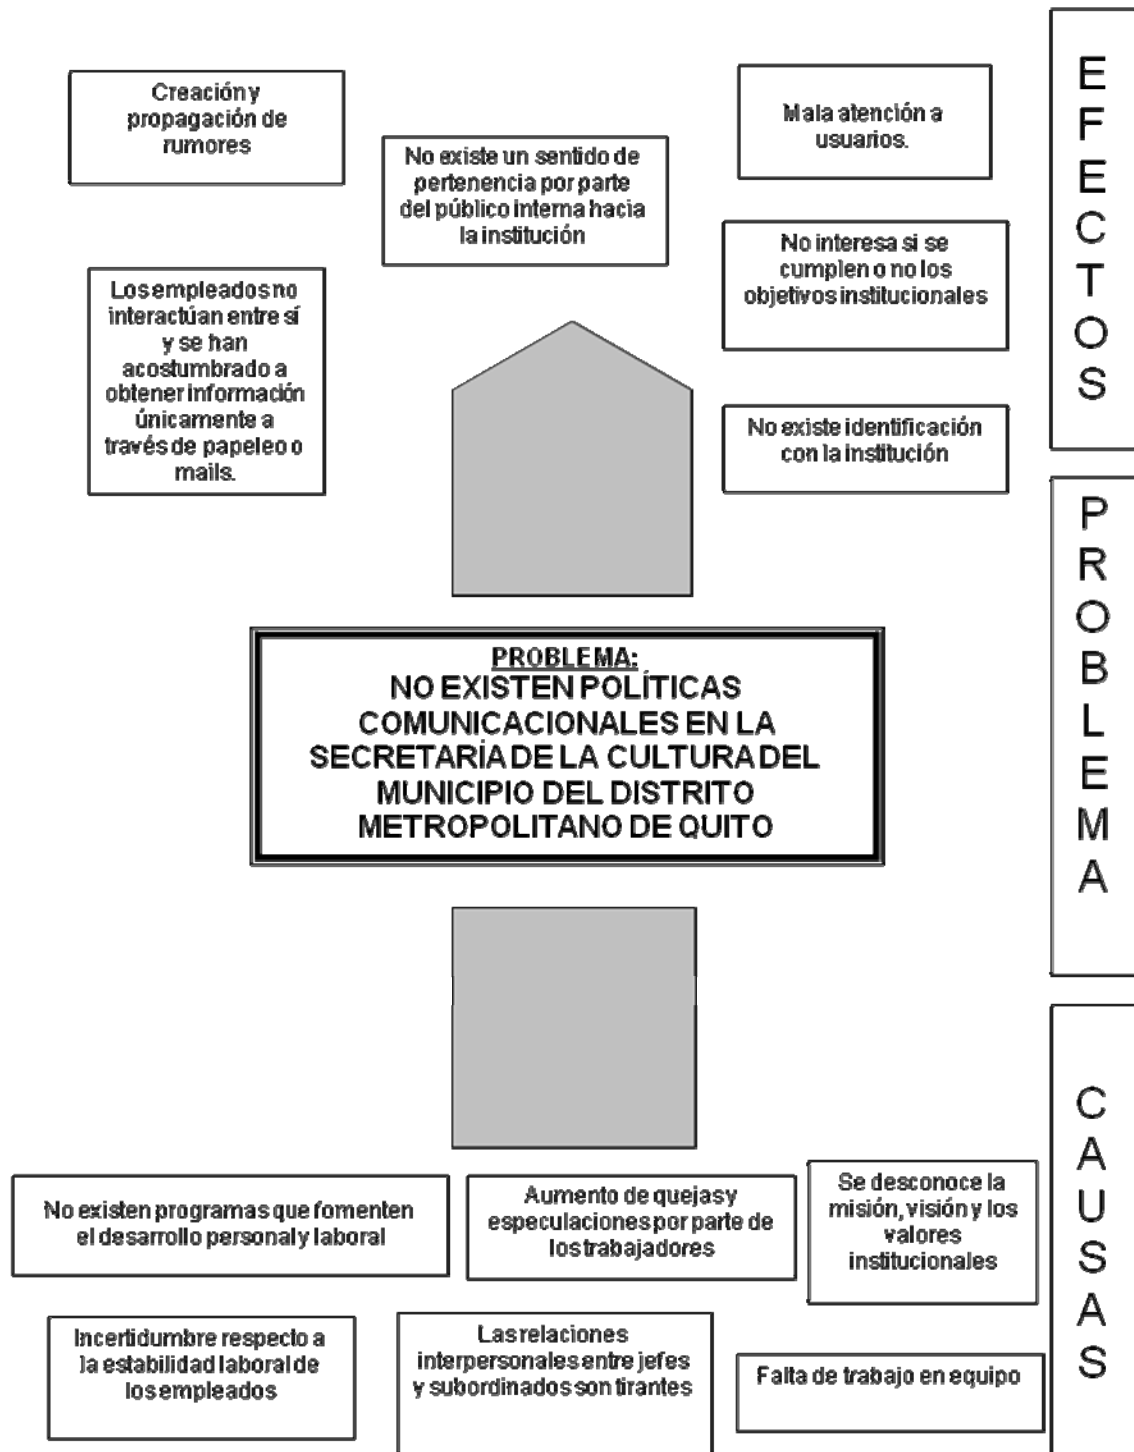 Creación y
propagación de
rumores
No existe un sentido de
pertenencia por parte
del público interna hacia
la institución
Mala atención a
usuarios.
No interesa si se
cumplen o no los
objetivos institucionales
Los empleados no
interactúan entre sí
y se han
acostumbrado a
obtener información
únicamente a
través de papeleo o
mails.
No existe identificación
con la institución
EFECTOS
PROBLEMA:
NO EXISTEN POLÍTICAS
COMUNICACIONALES EN LA
SECRETARÍA DE LA CULTURA DEL
MUNICIPIO DEL DISTRITO
METROPOLITANO DE QUITO
PROBLEMA
No existen programas que fomenten
el desarrollo personal y laboral
Aumento de quejas y
especulaciones por parte de
los trabajadores
Se desconoce la
misión, visión y los
valores
institucionales
Incertidumbre respecto a
la estabilidad laboral de
los empleados
Las relaciones
interpersonales entre jefes
y subordinados son tirantes
Falta de trabajo en equipo
CAUSAS